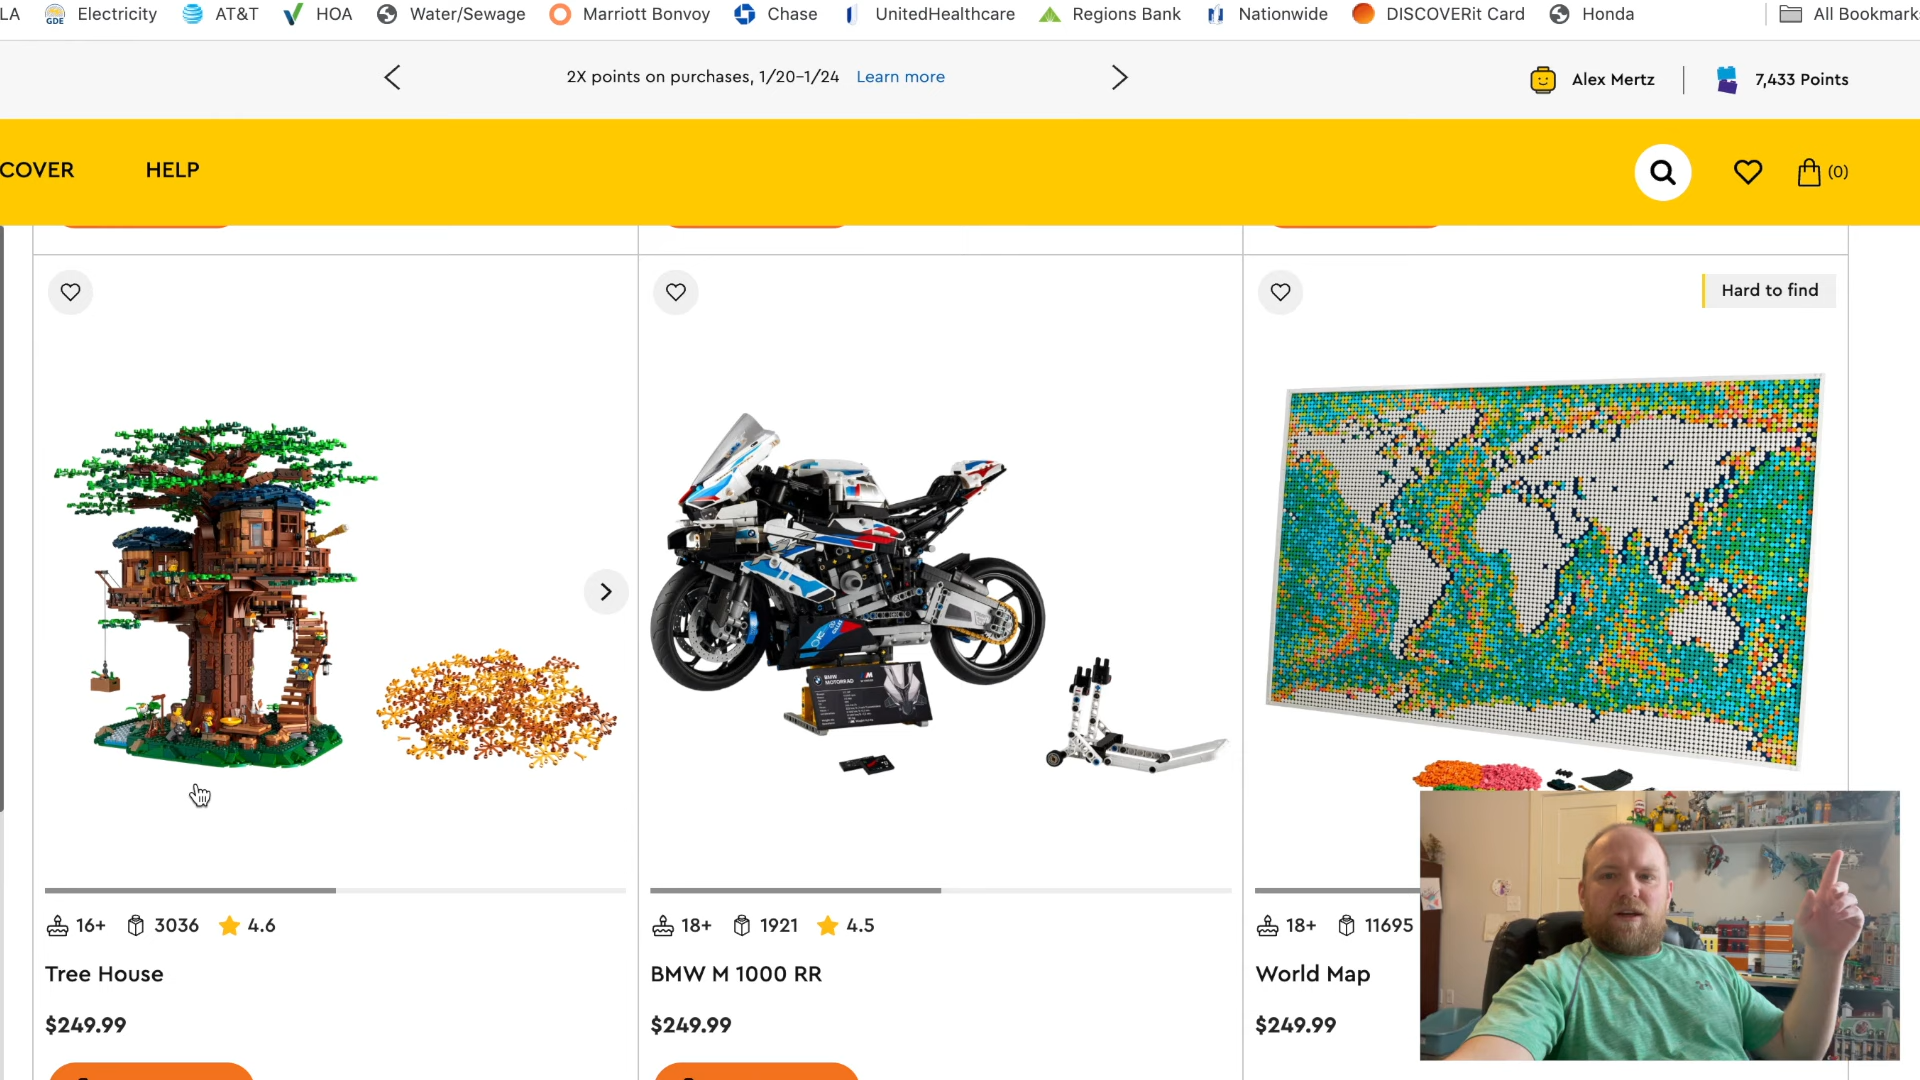 LA Electricity AT&T HOA Water/Sewage Marriott Bonvoy Chase UnitedHealthcare Regions Bank Nationwide DISCOVERit Card Honda All Bookmark
2X points on purchases, 1/20–1/24 Learn more
Alex Mertz 7,433 Points
COVER HELP (0)
Hard to find
BMW
MOTORRAD
16+ 3036 4.6
18+ 1921 4.5
18+ 11695
Tree House
BMW M 1000 RR
World Map
$249.99
$249.99
$249.99